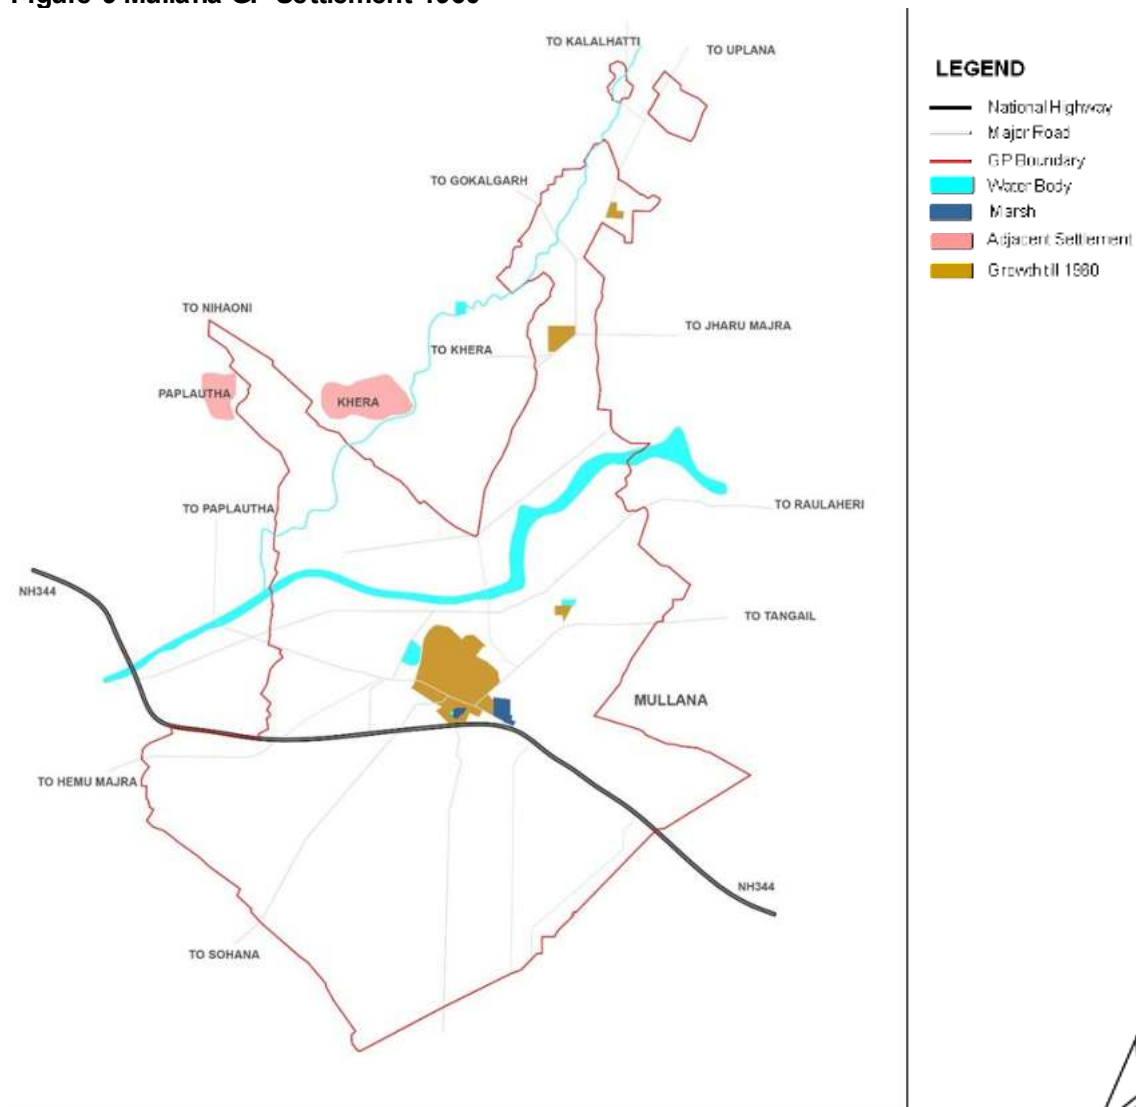 TO KALALHATTI
TO UPLANA
TO GOKALGARH
TO NIHAONI
TO JHARU MAJRA
TO KHERA
PAPLAUTHA
KHERA
TO PAPLAUTHA
TO RAULAHERI
NH344
TO TANGAIL
MULLANA
TO HEMU MAJRA
NH344
TO SOHANA
LEGEND
National Highway
Major Road
GP Boundary
Water Body
Marsh
Adjacent Settlement
Growth till 1980